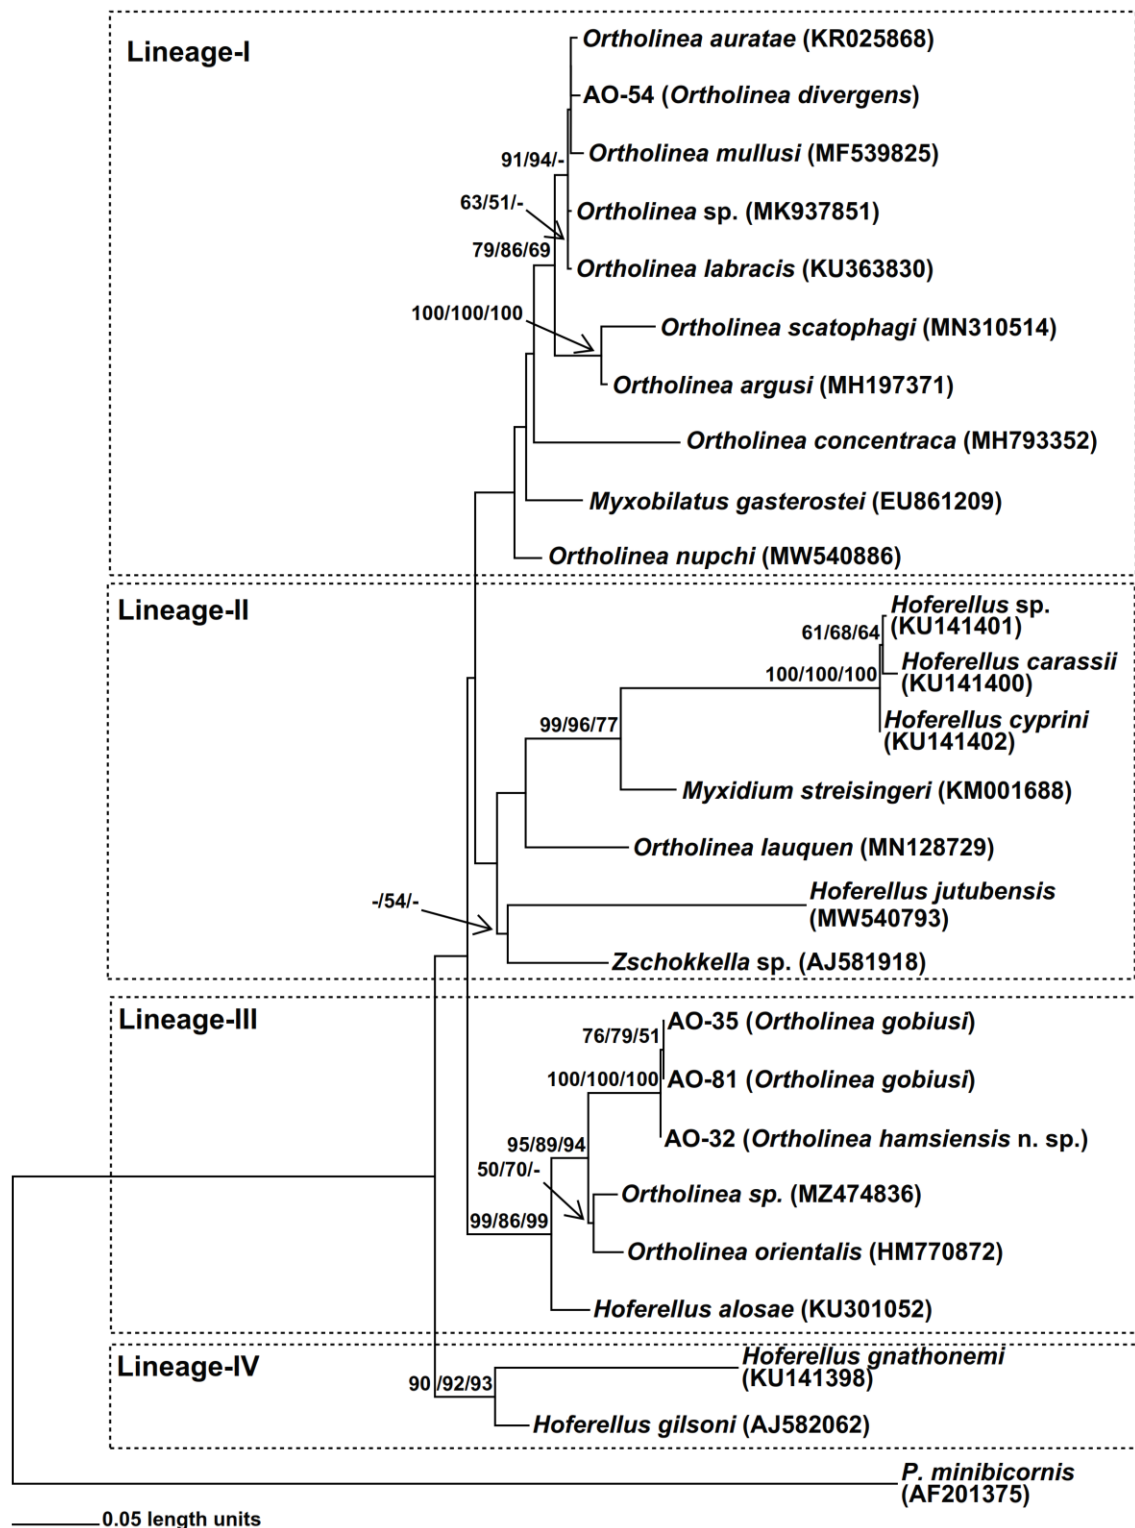 Lineage-I
Ortholinea auratae (KR025868)
AO-54 (Ortholinea divergens)
Ortholinea mullusi (MF539825)
91/94/-
63/51/-
Ortholinea sp. (MK937851)
79/86/69
Ortholinea labracis (KU363830)
100/100/100
Ortholinea scatophagi (MN310514)
Ortholinea argusi (MH197371)
Ortholinea concentraca (MH793352)
Myxobilatus gasterostei (EU861209)
Ortholinea nupchi (MW540886)
Lineage-II
Hoferellus sp.
(KU141401)
61/68/64
Hoferellus carassii
(KU141400)
100/100/100
Hoferellus cyprini
(KU141402)
99/96/77
Myxidium streisingeri (KM001688)
Ortholinea lauquen (MN128729)
-/54/-
Hoferellus jutubensis
(MW540793)
Zschokkella sp. (AJ581918)
Lineage-III
AO-35 (Ortholinea gobiusi)
76/79/51
100/100/100
AO-81 (Ortholinea gobiusi)
AO-32 (Ortholinea hamsiensis n. sp.)
95/89/94
50/70/-
Ortholinea sp. (MZ474836)
99/86/99
Ortholinea orientalis (HM770872)
Hoferellus alosae (KU301052)
Lineage-IV
Hoferellus gnathonemi
(KU141398)
90 /92/93
Hoferellus gilsoni (AJ582062)
P. minibicornis
(AF201375)
0.05 length units